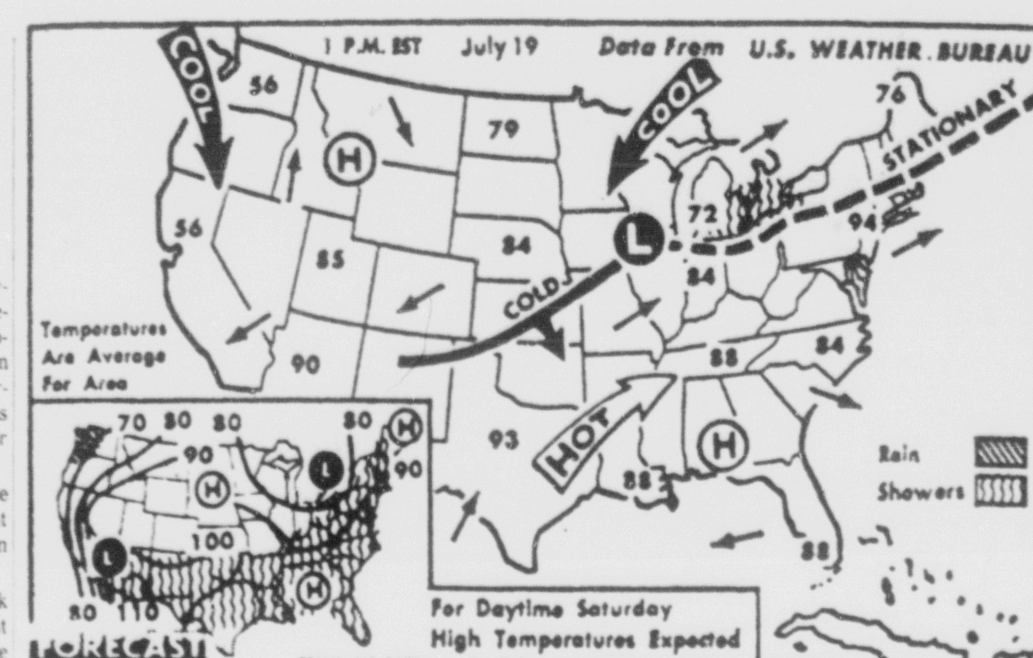 1 P.M. EST July 19 Data From U.S. WEATHER BUREAU
COOL
COOL
56
76
79
STATIONARY
H
72
56
94
L
84
85
84
COLD
Temperatures
Are Average
For Area
90
88
84
HOT
93
H
88
88
Rain
Showers
70 80 80 80
H
90
90
L
H
100
L
H
80 110
FORECAST
For Daytime Saturday
High Temperatures Expected